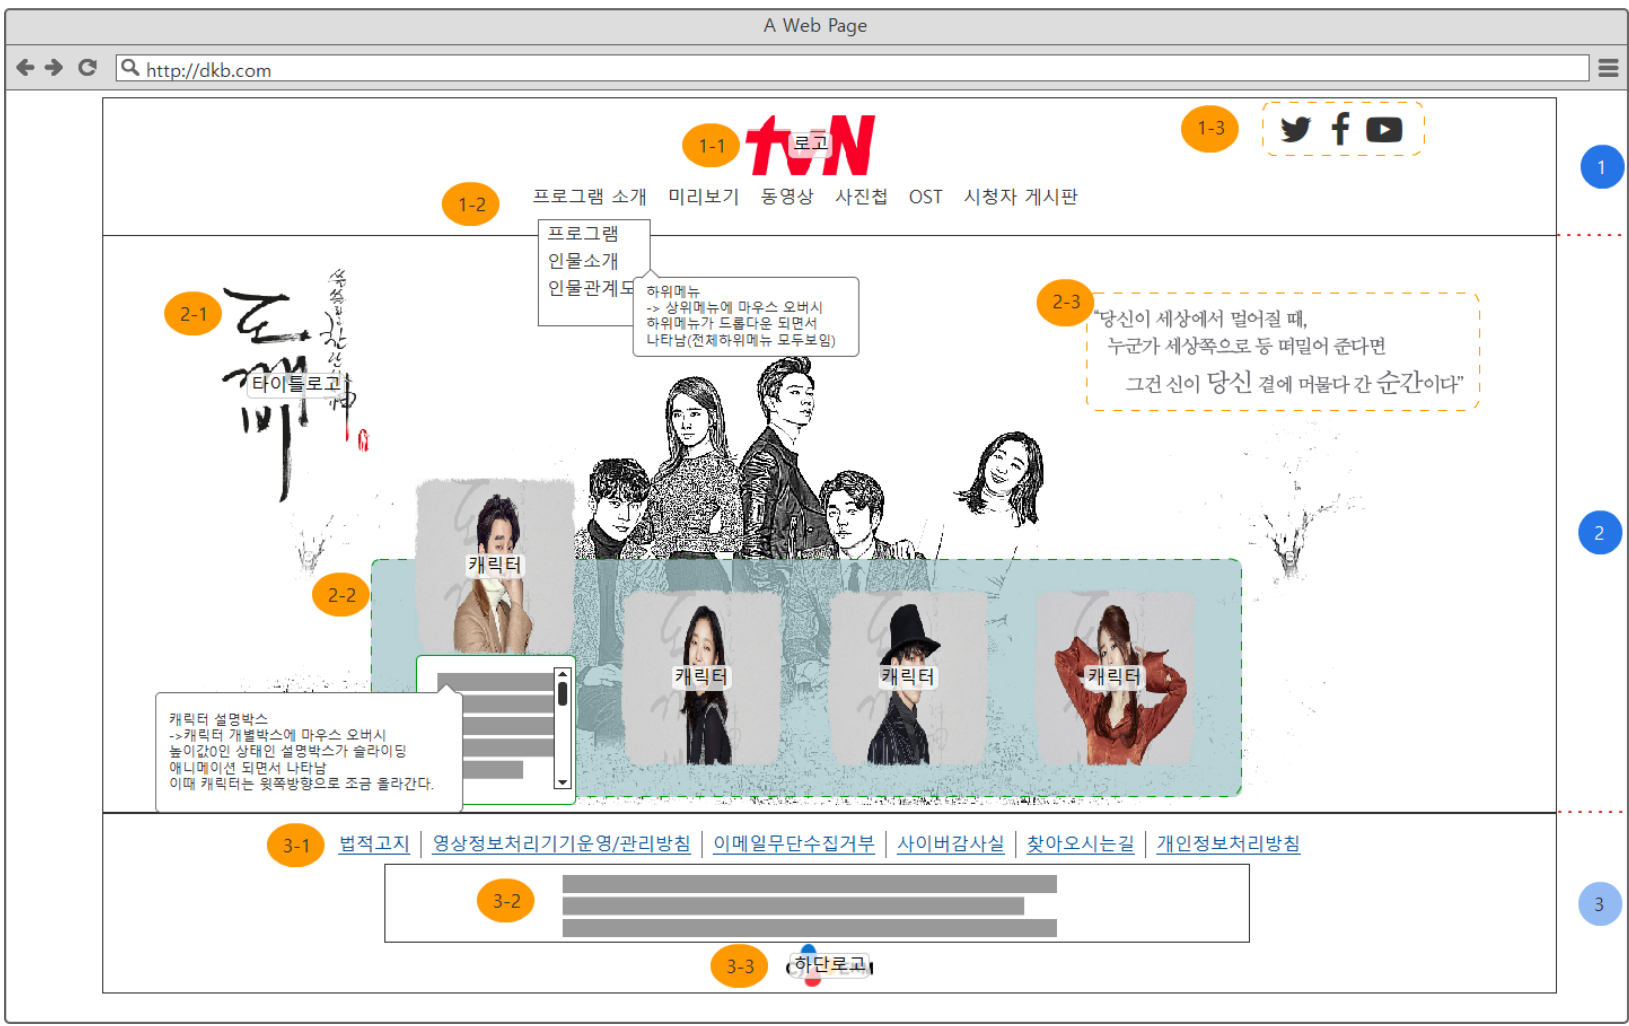 A Web Page
http://dkb.com
1-1
tvN
로고
1-3
1
1-2
프로그램 소개 미리보기 동영상 사진첩 OST 시청자 게시판
프로그램
인물소개
인물관계도
하위메뉴
-> 상위메뉴에 마우스 오버시
하위메뉴가 드롭다운 되면서
나타남(전체하위메뉴 모두보임)
2-1
도깨비
타이틀로고
2-3
“당신이 세상에서 멀어질 때,
누군가 세상쪽으로 등 떠밀어 준다면
그건 신이 당신 곁에 머물다 간 순간이다”
2
2-2
캐릭터
캐릭터
캐릭터
캐릭터
캐릭터 설명박스
->캐릭터 개별박스에 마우스 오버시
높이값0인 상태인 설명박스가 슬라이딩
애니메이션 되면서 나타남
이때 캐릭터는 윗쪽방향으로 조금 올라간다.
3-1
법적고지 영상정보처리기기운영/관리방침 이메일무단수집거부 사이버감사실 찾아오시는길 개인정보처리방침
3-2
3
3-3
하단로고